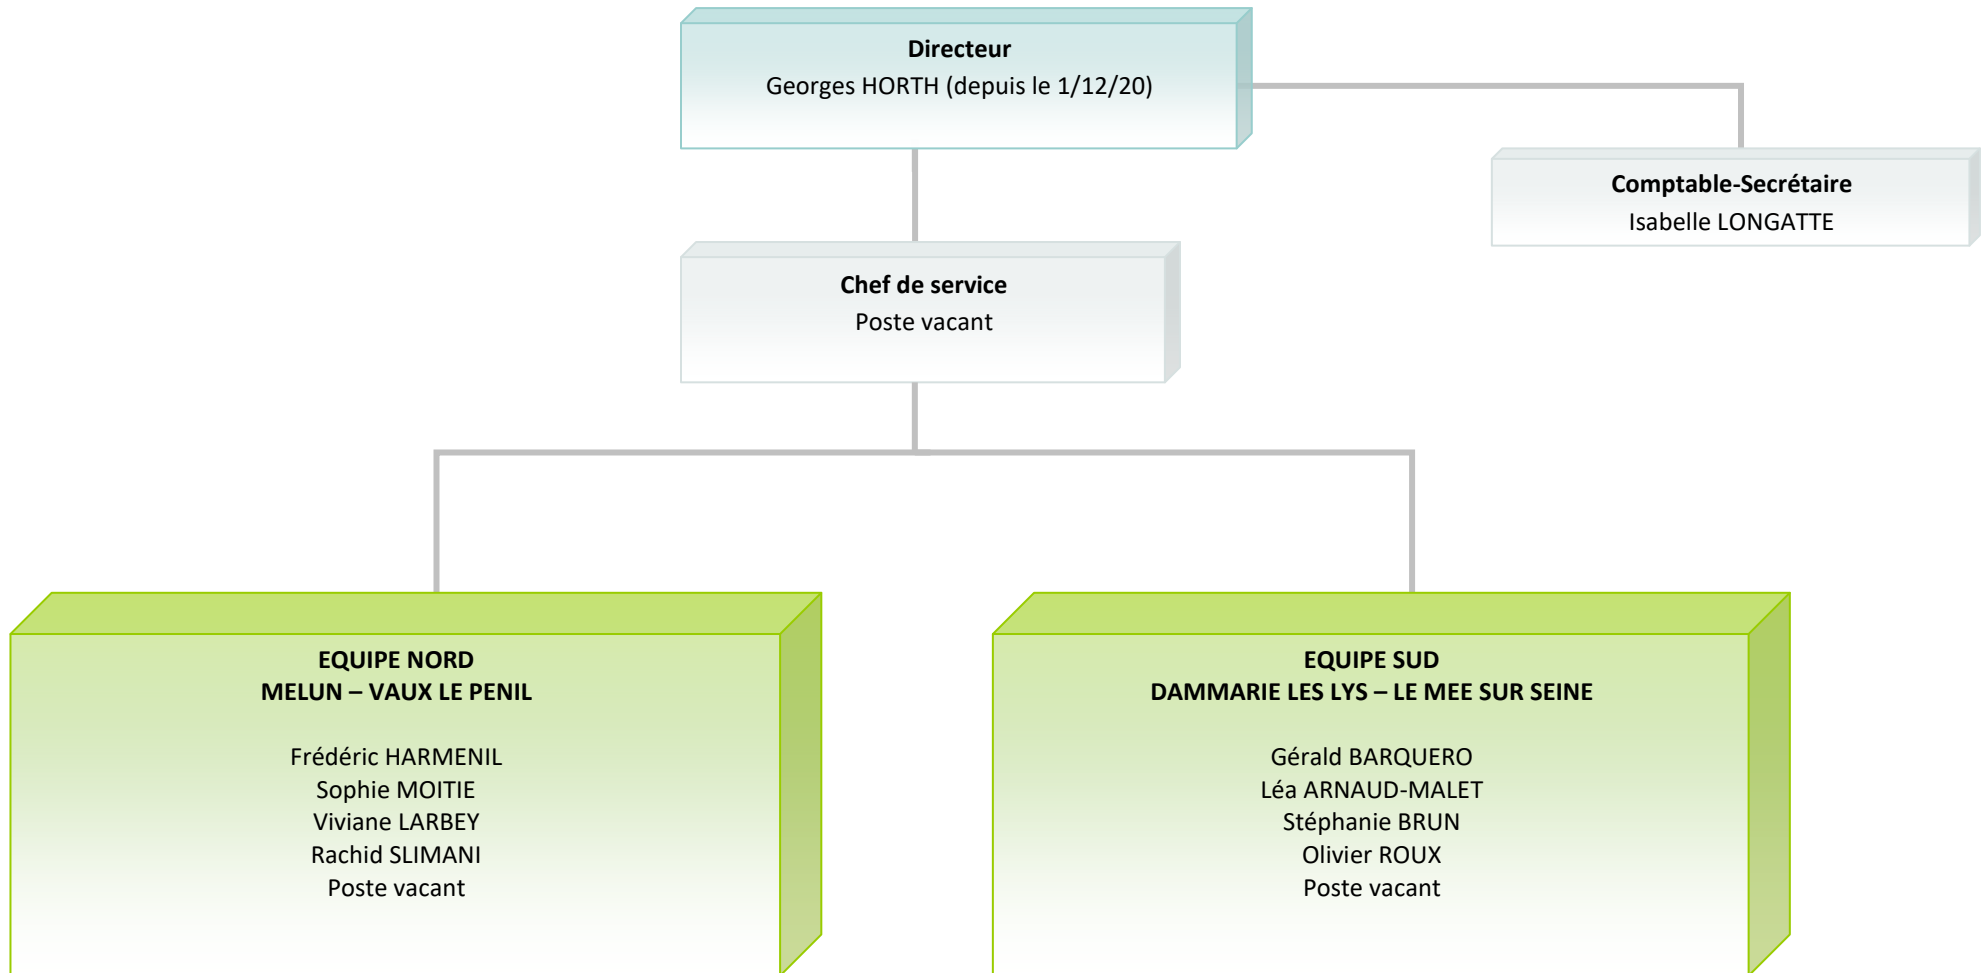 Directeur
Georges HORTH (depuis le 1/12/20)
Comptable-Secrétaire
Isabelle LONGATTE
Chef de service
Poste vacant
EQUIPE NORD
MELUN – VAUX LE PENIL
Frédéric HARMENIL
Sophie MOITIE
Viviane LARBEY
Rachid SLIMANI
Poste vacant
EQUIPE SUD
DAMMARIE LES LYS – LE MEE SUR SEINE
Gérald BARQUERO
Léa ARNAUD-MALET
Stéphanie BRUN
Olivier ROUX
Poste vacant